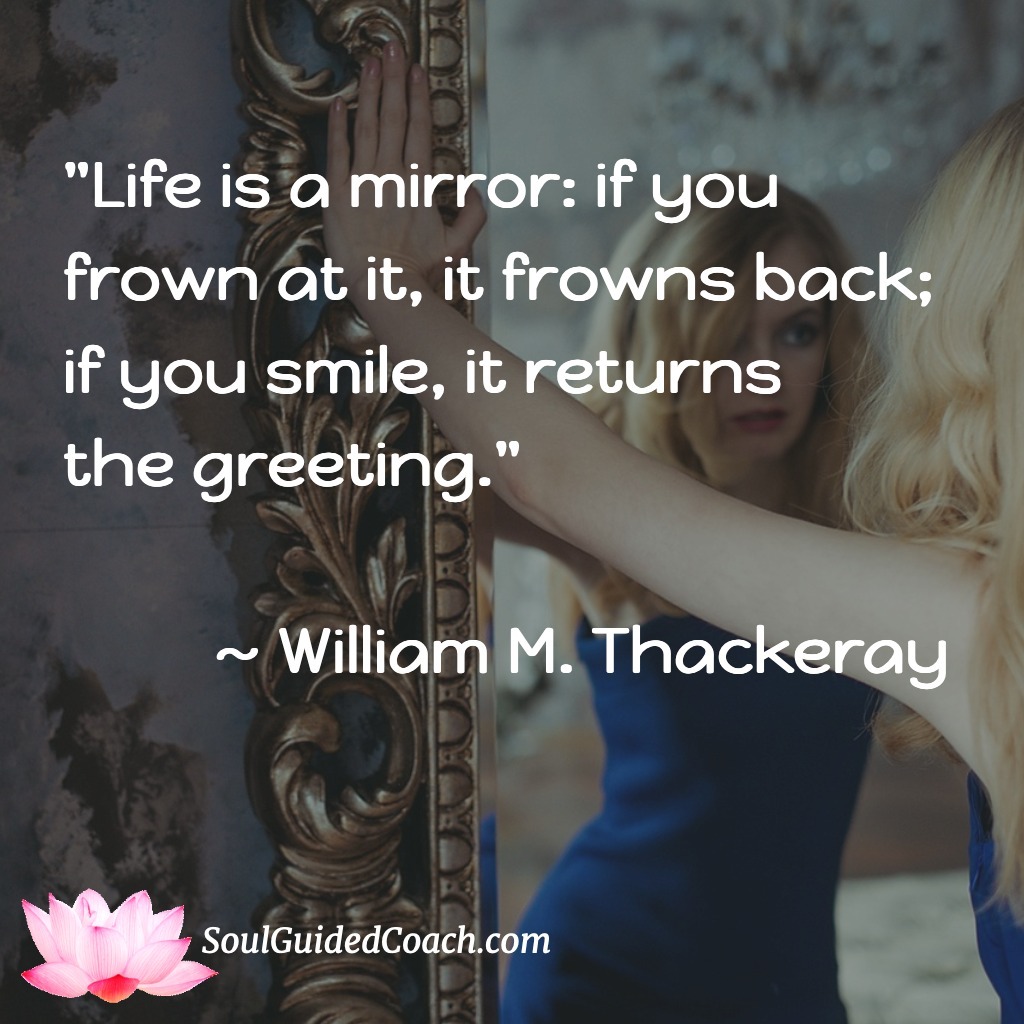 "Life is a mirror: if you
frown at it, it frowns back;
if you smile, it returns
the greeting."
~ William M. Thackeray
SoulGuidedCoach.com